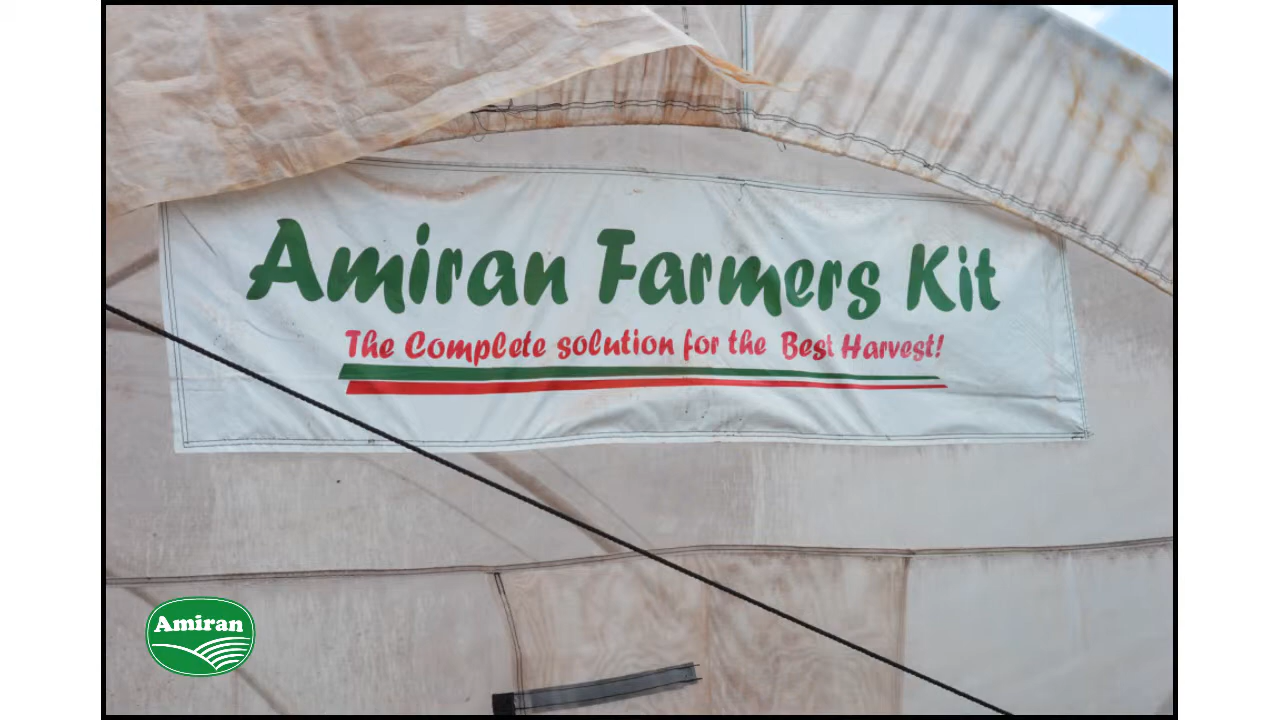 Amiran Farmers Kit
The Complete solution for the Best Harvest!
Amiran